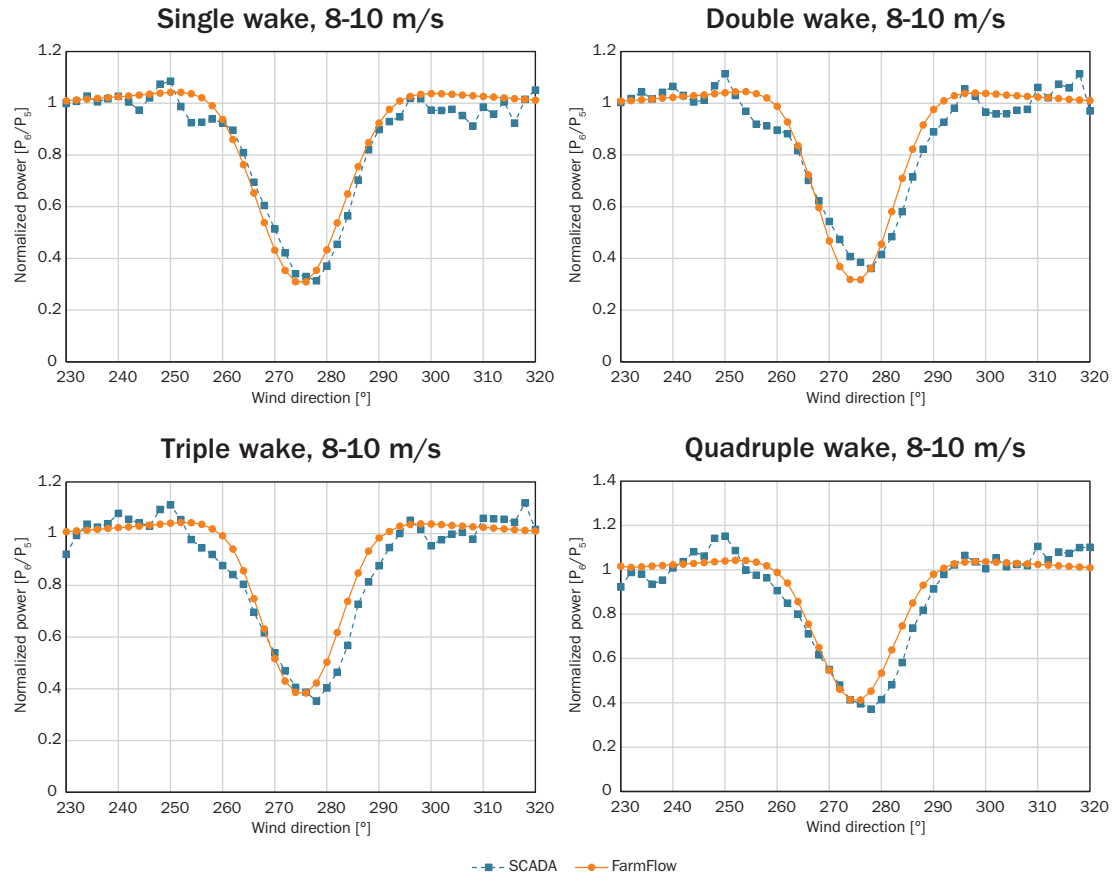 Single wake, 8-10 m/s
Normalized power [P₆/P₅]
1.2
1
0.8
0.6
0.4
0.2
0
230 240 250 260 270 280 290 300 310 320
Wind direction [º]
Double wake, 8-10 m/s
Normalized power [P₆/P₅]
1.2
1
0.8
0.6
0.4
0.2
0
230 240 250 260 270 280 290 300 310 320
Wind direction [º]
Triple wake, 8-10 m/s
Normalized power [P₆/P₅]
1.2
1
0.8
0.6
0.4
0.2
0
230 240 250 260 270 280 290 300 310 320
Wind direction [º]
Quadruple wake, 8-10 m/s
Normalized power [P₆/P₅]
1.4
1.2
1
0.8
0.6
0.4
0.2
0
230 240 250 260 270 280 290 300 310 320
Wind direction [º]
SCADA FarmFlow